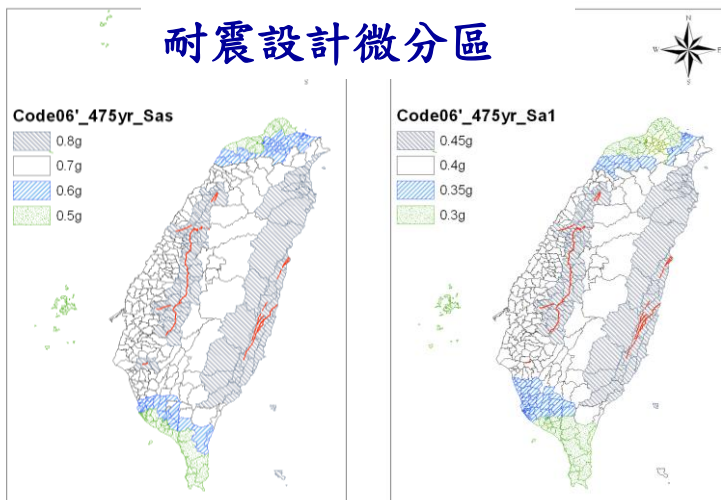 耐震設計微分區
N
W
E
S
Code06'_475yr_Sas
0.8g
0.7g
0.6g
0.5g
Code06'_475yr_Sa1
0.45g
0.4g
0.35g
0.3g